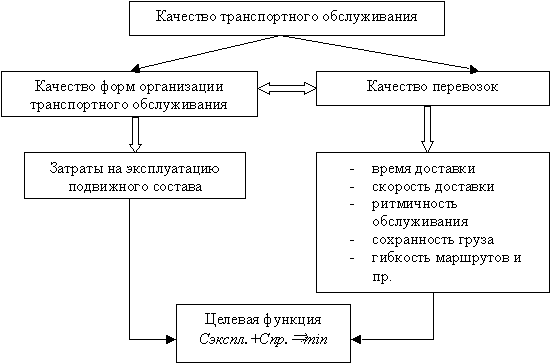 Качество транспортного обслуживания
Качество форм организации
транспортного обслуживания
Качество перевозок
Затраты на эксплуатацию
подвижного состава
- время доставки
- скорость доставки
- ритмичность
обслуживания
- сохранность груза
- гибкость маршрутов и
пр.
Целевая функция
Сэкспл.+Спр.⇒min